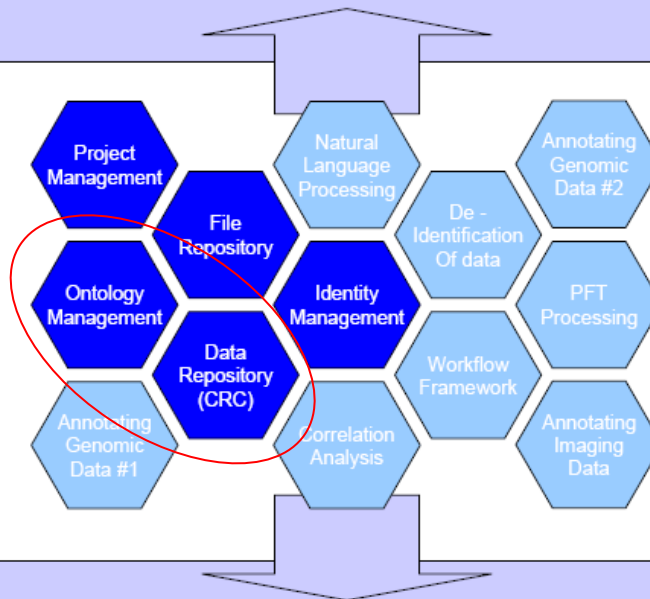 Project
Management
Natural
Language
Processing
Annotating
Genomic
Data #2
File
Repository
De -
Identification
Of data
Ontology
Management
Identity
Management
PFT
Processing
Data
Repository
(CRC)
Workflow
Framework
Annotating
Genomic
Data #1
Correlation
Analysis
Annotating
Imaging
Data